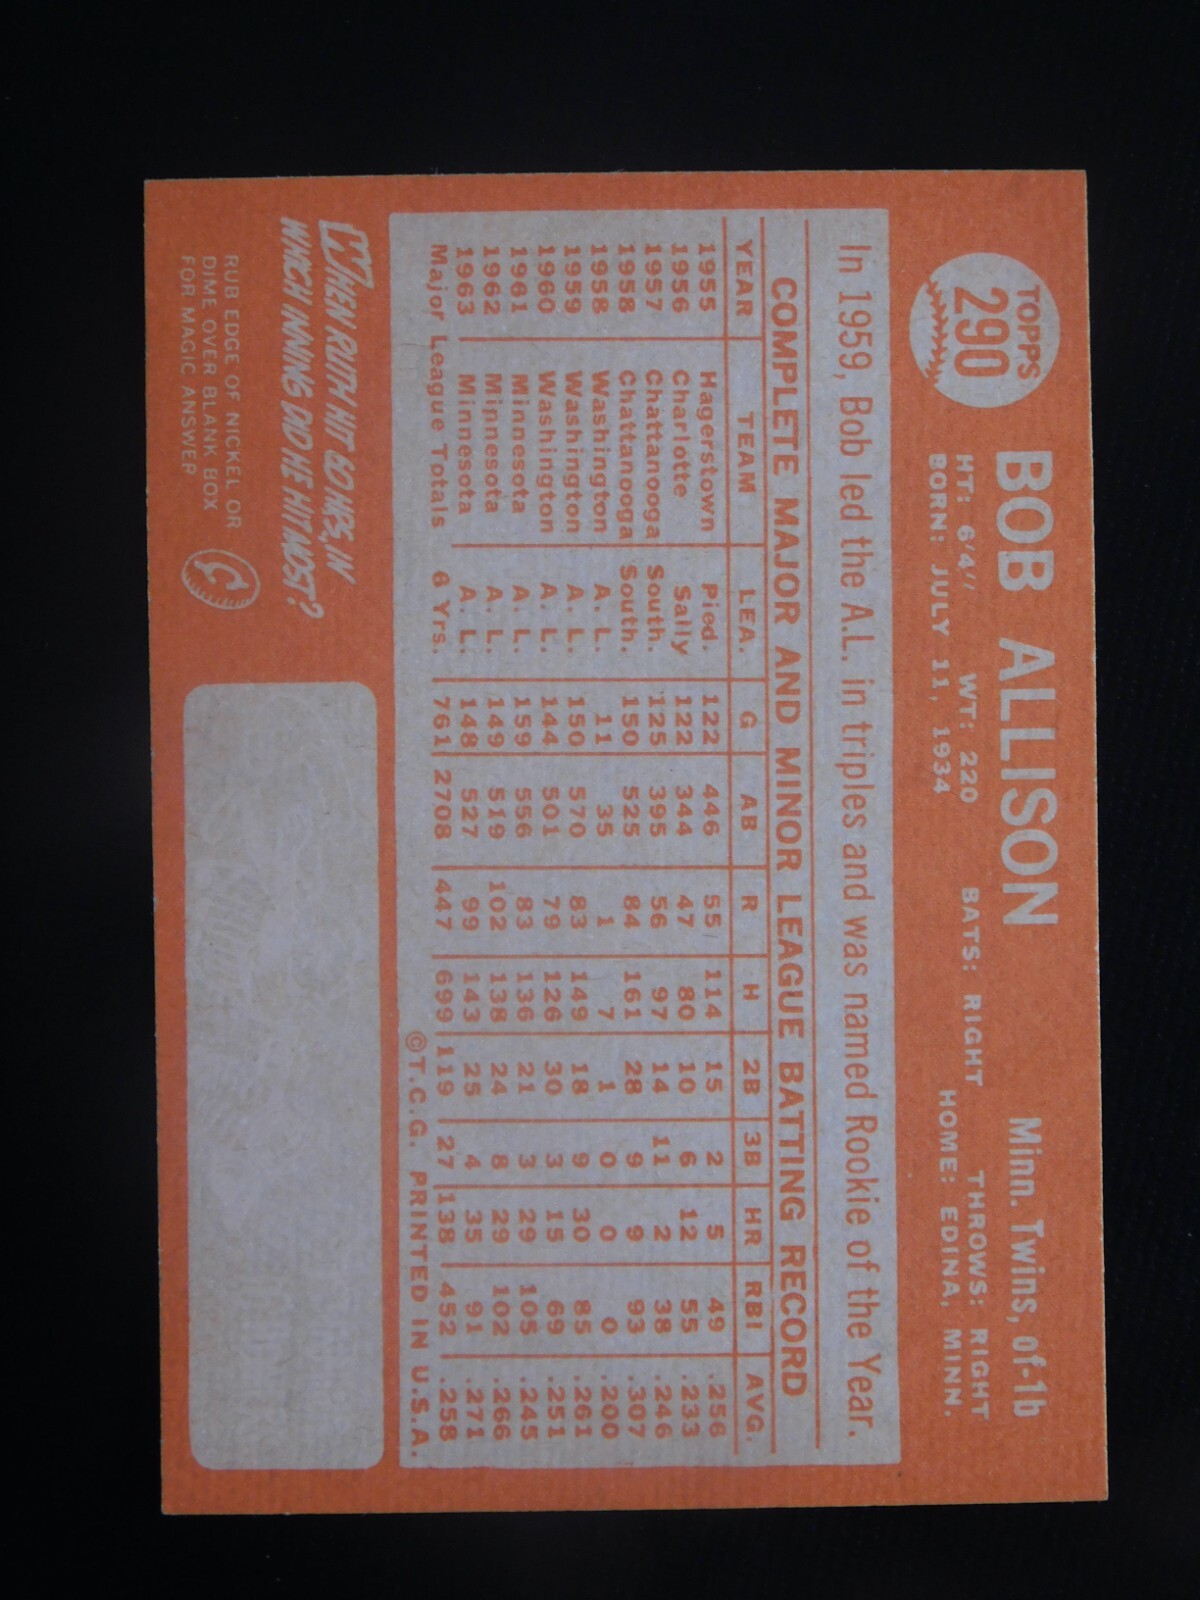 TOPPS
290
BOB ALLISON
Minn. Twins, of-1b
HT: 6'4" WT: 220 BATS: RIGHT THROWS: RIGHT
BORN: JULY 11, 1934 HOME: EDINA, MINN.
In 1959, Bob led the A.L. in triples and was named Rookie of the Year.
COMPLETE MAJOR AND MINOR LEAGUE BATTING RECORD
YEAR TEAM LEA. G AB R H 2B 3B HR RBI AVG.
1955 Hagerstown Pied. 122 446 55 114 15 2 5 49 .256
1956 Charlotte Sally 122 344 47 80 10 6 12 55 .233
1957 Chattanooga South. 125 395 56 97 14 11 2 38 .246
1958 Chattanooga South. 150 525 84 161 28 9 9 93 .307
1958 Washington A. L. 11 35 1 7 1 0 0 0 .200
1959 Washington A. L. 150 570 83 149 18 9 30 85 .261
1960 Washington A. L. 144 501 79 126 30 3 15 69 .251
1961 Minnesota A. L. 159 556 83 136 21 3 29 105 .245
1962 Minnesota A. L. 149 519 102 138 24 8 29 102 .266
1963 Minnesota A. L. 148 527 99 143 25 4 35 91 .271
Major League Totals 6 Yrs. 761 2708 447 699 119 27 138 452 .258
©T.C.G. PRINTED IN U.S.A.
WHEN RUTH HIT 60 HRS, IN
WHICH INNING DID HE HIT MOST?
RUB EDGE OF NICKEL OR
DIME OVER BLANK BOX
FOR MAGIC ANSWER